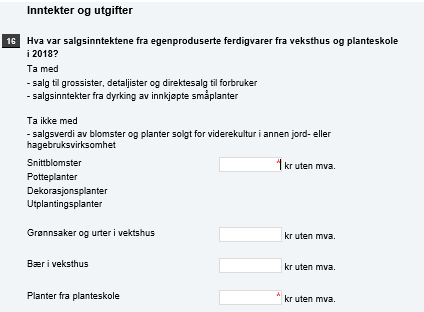 Inntekter og utgifter
16 Hva var salgsinntektene fra egenproduserte ferdigvarer fra veksthus og planteskole
i 2018?
Ta med
- salg til grossister, detaljister og direktesalg til forbruker
- salgsinntekter fra dyrking av innkjøpte småplanter
Ta ikke med
- salgsverdi av blomster og planter solgt for viderekultur i annen jord- eller
hagebruksvirksomhet
Snittblomster * kr uten mva.
Potteplanter
Dekorasjonsplanter
Utplantingsplanter
Grønnsaker og urter i vektshus kr uten mva.
Bær i veksthus kr uten mva.
Planter fra planteskole * kr uten mva.